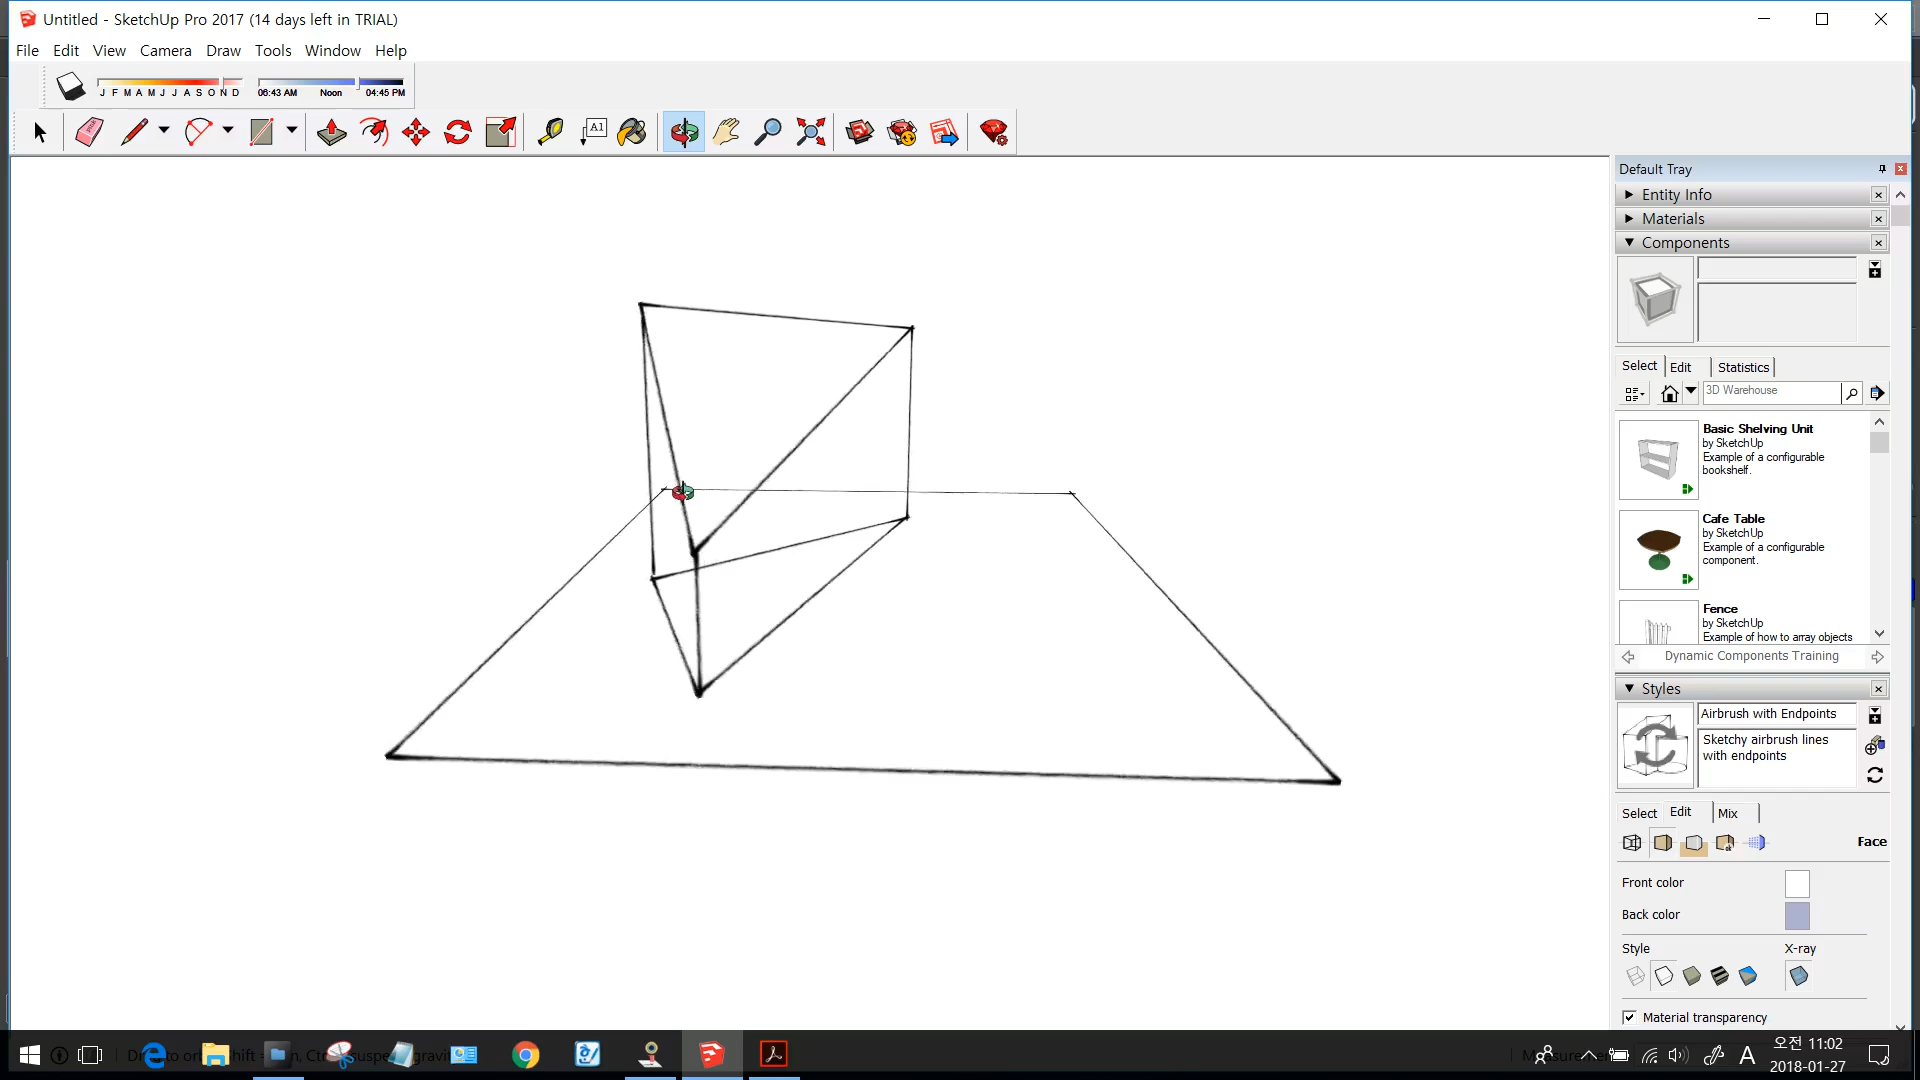 Untitled - SketchUp Pro 2017 (14 days left in TRIAL)
File Edit View Camera Draw Tools Window Help
J F M A M J J A S O N D 06:43 AM Noon 04:45 PM
A1
Default Tray
Entity Info
Materials
Components
Select Edit Statistics
3D Warehouse
Basic Shelving Unit
by SketchUp
Example of a configurable
bookshelf.
Cafe Table
by SketchUp
Example of a configurable
component.
Fence
by SketchUp
Example of how to array objects
Dynamic Components Training
Styles
Airbrush with Endpoints
Sketchy airbrush lines
with endpoints
Select Edit Mix
Face
Front color
Back color
Style X-ray
Material transparency
A
오전 11:02
2018-01-27